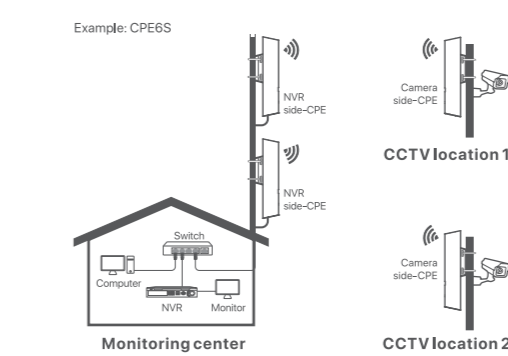 Example: CPE6S
NVR
side-CPE
Camera
side-CPE
CCTV location 1
NVR
side-CPE
Switch
Computer
NVR
Monitor
Monitoring center
Camera
side-CPE
CCTV location 2